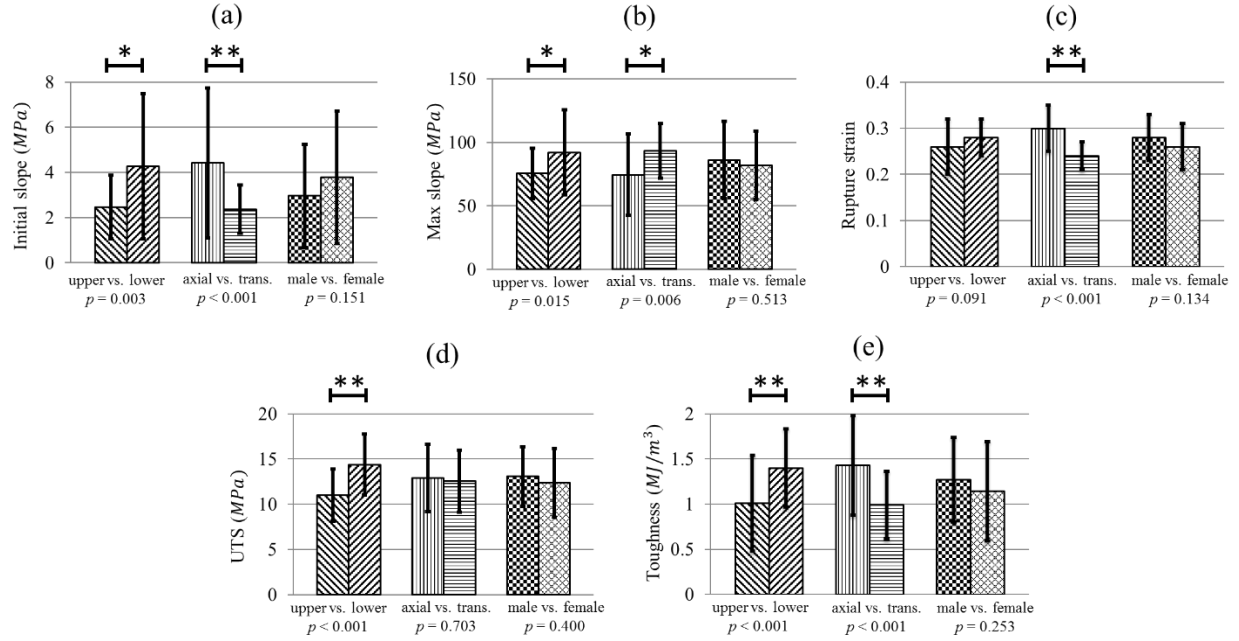 (a)
*
**
Initial slope (MPa)
8
6
4
2
0
upper vs. lower
p = 0.003
axial vs. trans.
p < 0.001
male vs. female
p = 0.151
(b)
*
*
Max slope (MPa)
150
100
50
0
upper vs. lower
p = 0.015
axial vs. trans.
p = 0.006
male vs. female
p = 0.513
(c)
**
Rupture strain
0.4
0.3
0.2
0.1
0
upper vs. lower
p = 0.091
axial vs. trans.
p < 0.001
male vs. female
p = 0.134
(d)
**
UTS (MPa)
20
15
10
5
0
upper vs. lower
p < 0.001
axial vs. trans.
p = 0.703
male vs. female
p = 0.400
(e)
**
**
Toughness (MJ/m³)
2
1.5
1
0.5
0
upper vs. lower
p < 0.001
axial vs. trans.
p < 0.001
male vs. female
p = 0.253